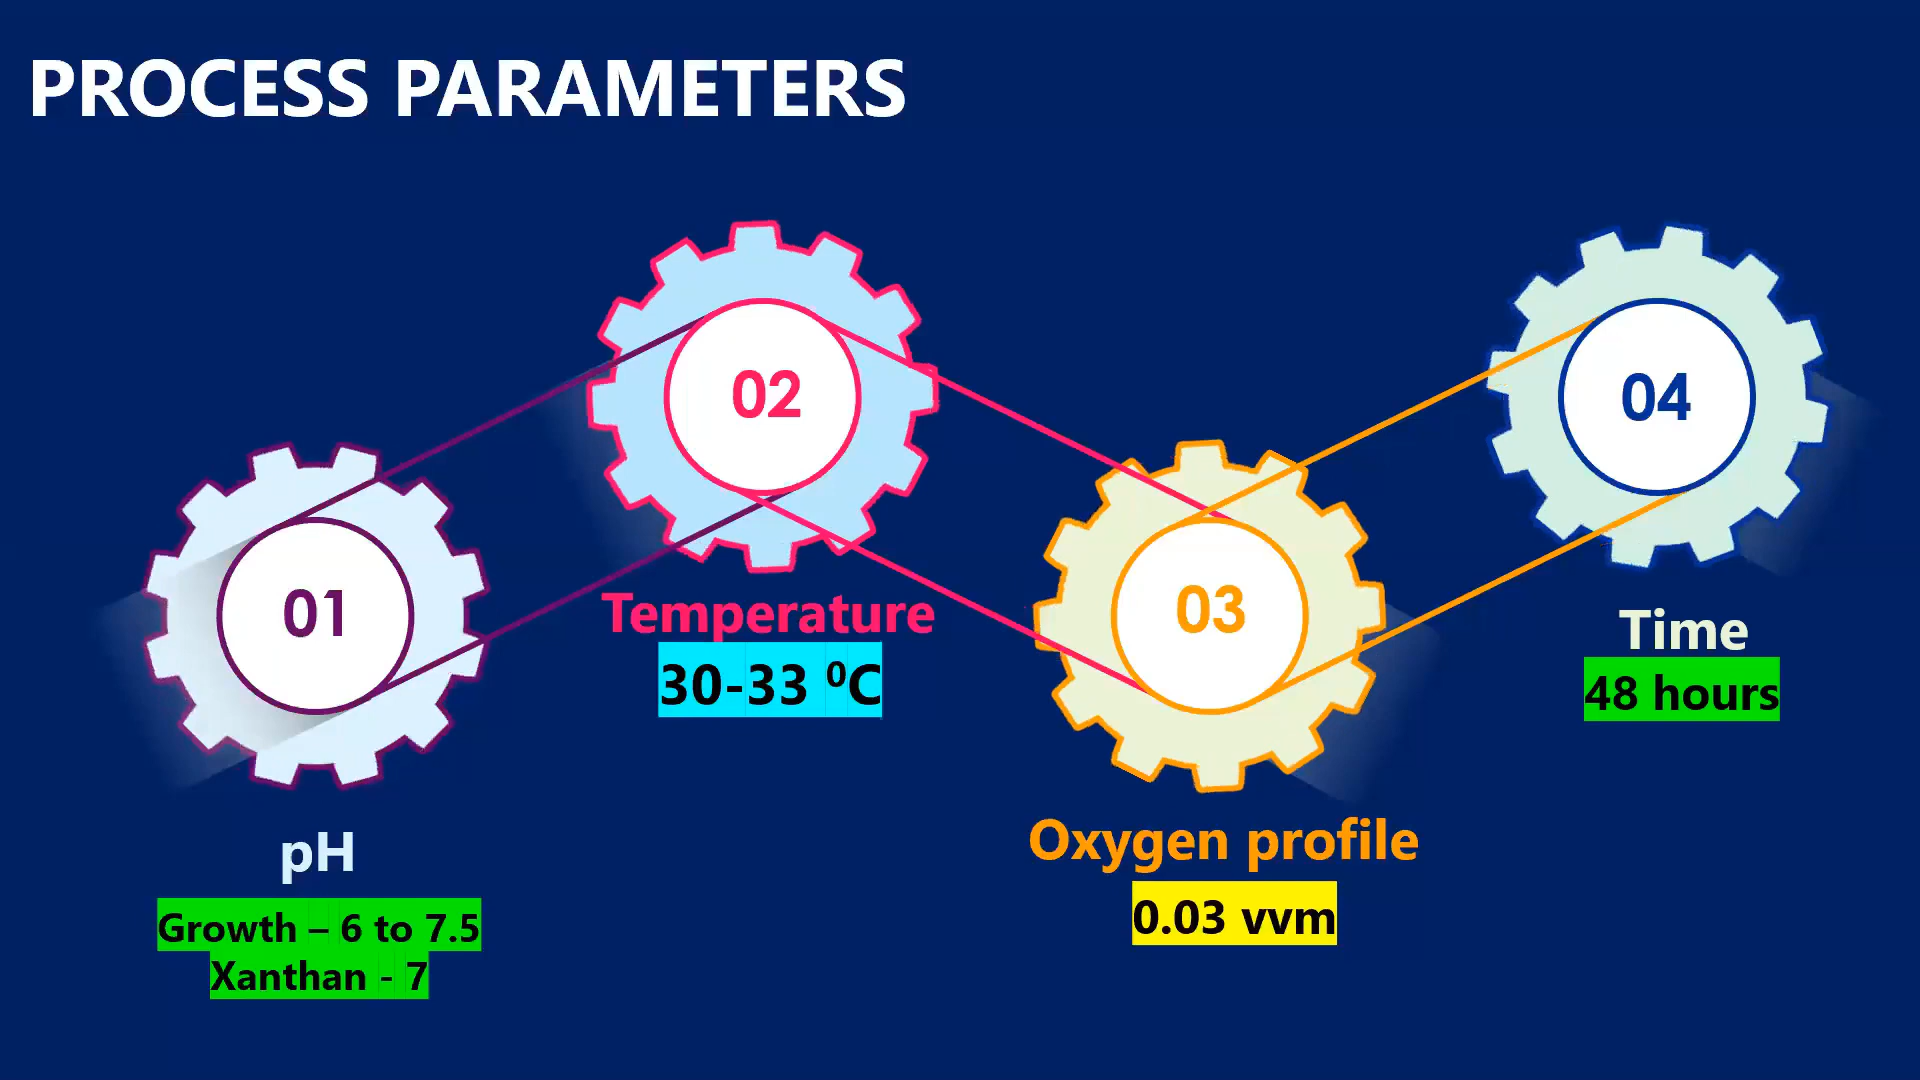 PROCESS PARAMETERS
01
pH
Growth – 6 to 7.5
Xanthan - 7
02
Temperature
30-33 ⁰C
03
Oxygen profile
0.03 vvm
04
Time
48 hours